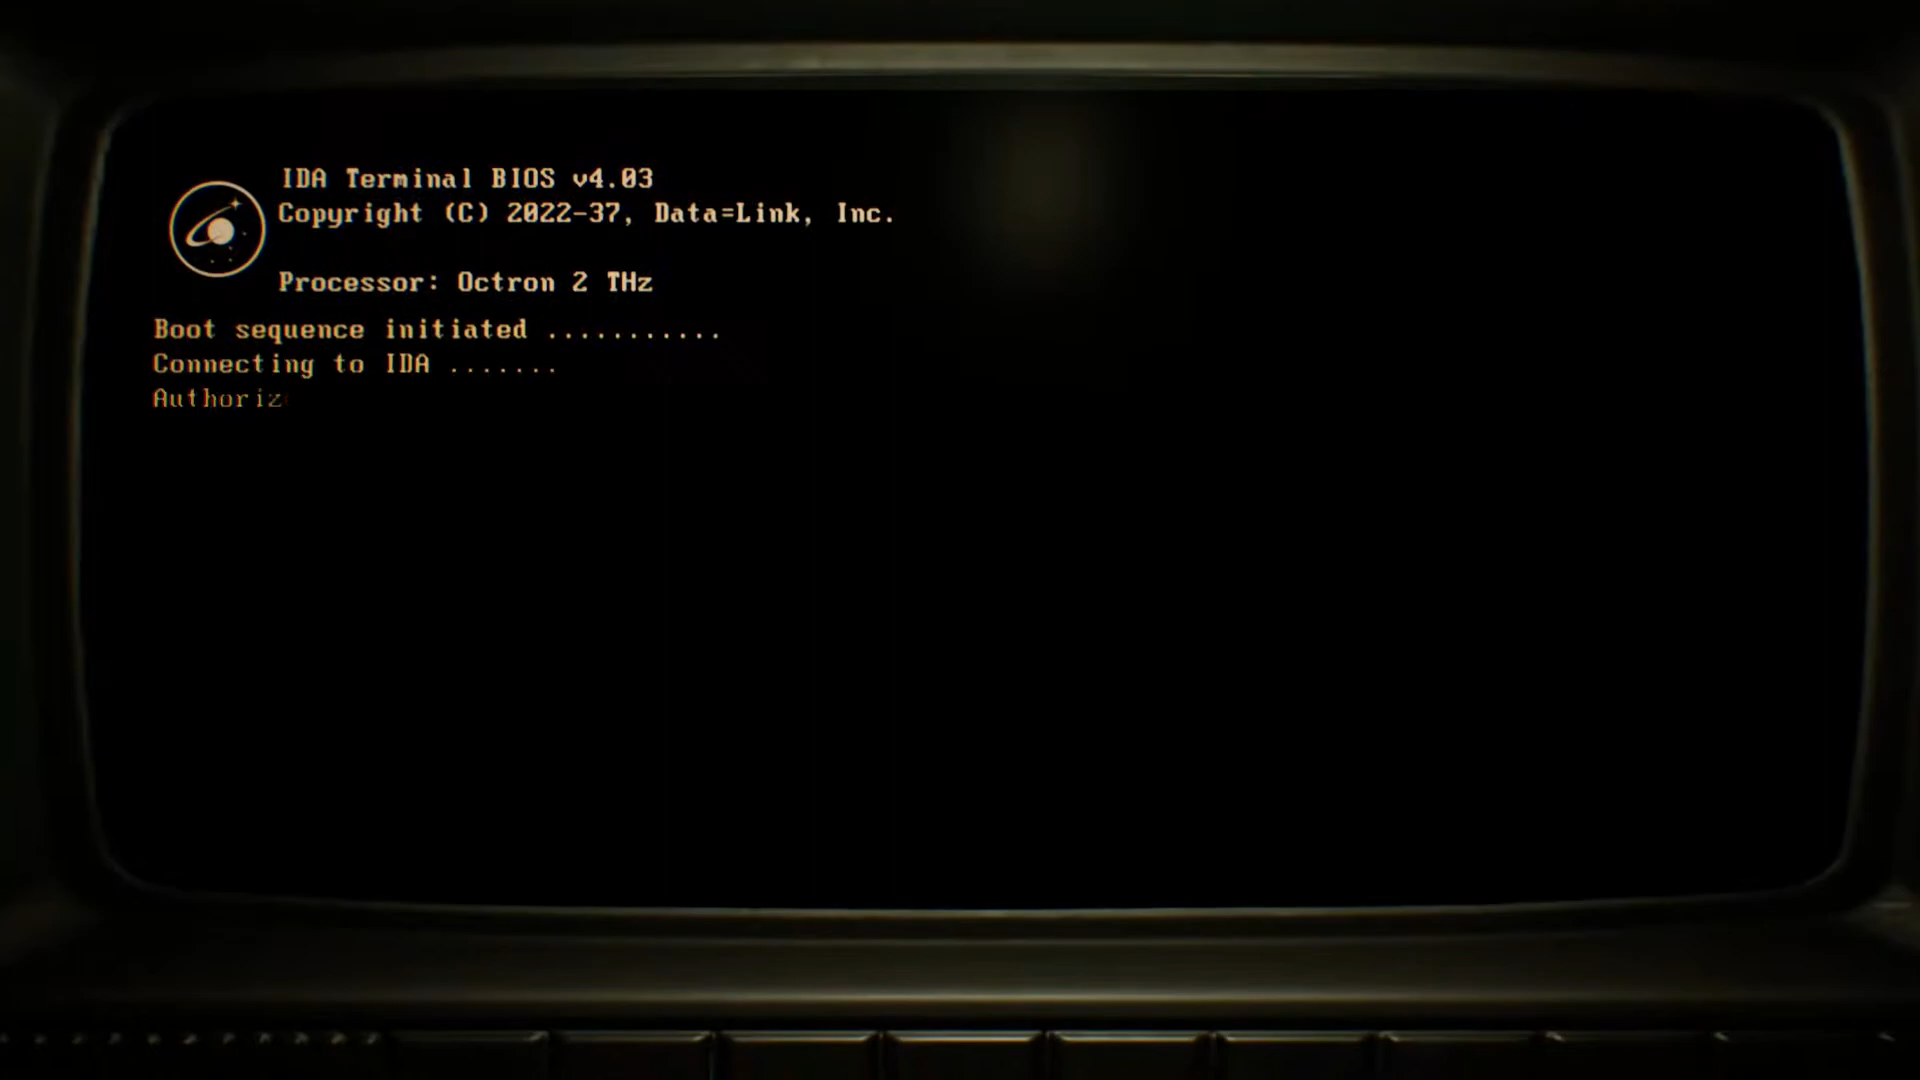 IDA Terminal BIOS v4.03
Copyright (C) 2022-37, Data=Link, Inc.
Processor: Octron 2 THz
Boot sequence initiated ...........
Connecting to IDA .......
Authoriz